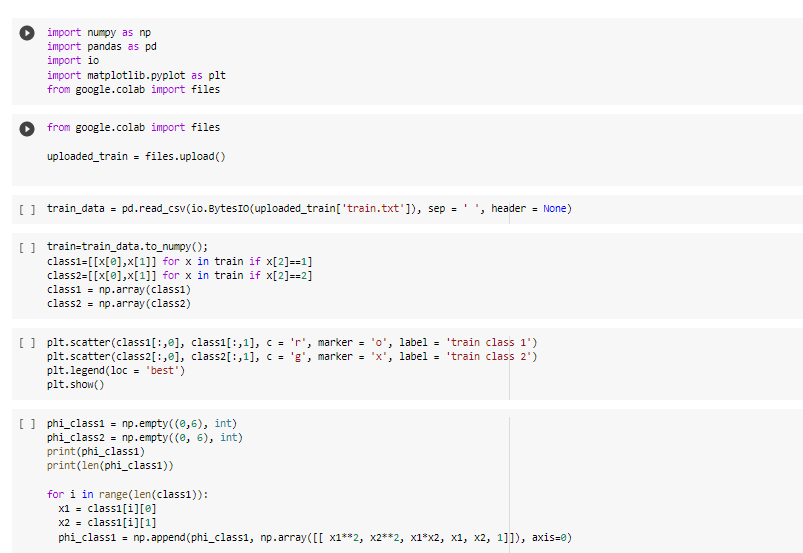 import numpy as np
import pandas as pd
import io
import matplotlib.pyplot as plt
from google.colab import files
from google.colab import files
uploaded_train = files.upload()
[ ] train_data = pd.read_csv(io.BytesIO(uploaded_train['train.txt']), sep = ' ', header = None)
[ ] train=train_data.to_numpy();
class1=[[x[0],x[1]] for x in train if x[2]==1]
class2=[[x[0],x[1]] for x in train if x[2]==2]
class1 = np.array(class1)
class2 = np.array(class2)
[ ] plt.scatter(class1[:,0], class1[:,1], c = 'r', marker = 'o', label = 'train class 1')
plt.scatter(class2[:,0], class2[:,1], c = 'g', marker = 'x', label = 'train class 2')
plt.legend(loc = 'best')
plt.show()
[ ] phi_class1 = np.empty((0,6), int)
phi_class2 = np.empty((0, 6), int)
print(phi_class1)
print(len(phi_class1))
for i in range(len(class1)):
x1 = class1[i][0]
x2 = class1[i][1]
phi_class1 = np.append(phi_class1, np.array([[ x1**2, x2**2, x1*x2, x1, x2, 1]]), axis=0)